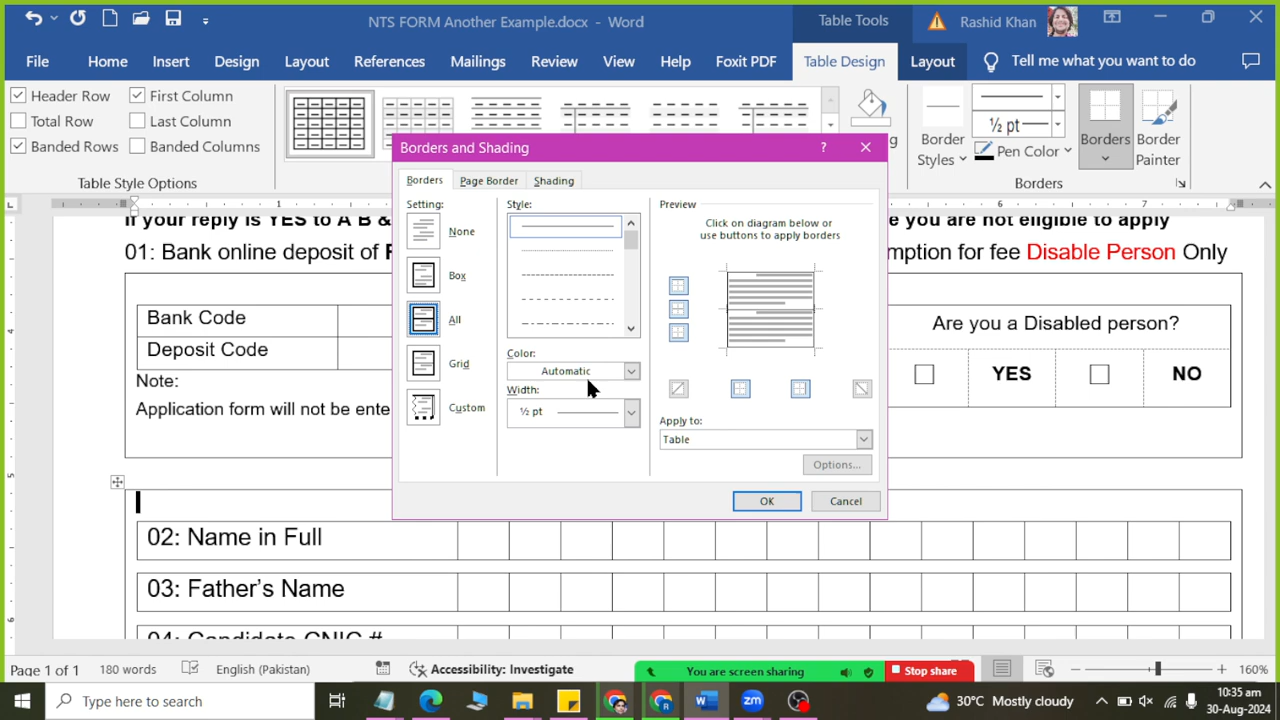 NTS FORM Another Example.docx - Word
Table Tools
Rashid Khan
File
Home
Insert
Design
Layout
References
Mailings
Review
View
Help
Foxit PDF
Table Design
Layout
Tell me what you want to do
Header Row
First Column
Total Row
Last Column
Banded Rows
Banded Columns
Table Style Options
Border
Styles
½ pt
Pen Color
Borders
Border
Painter
Borders
Borders and Shading
?
Borders
Page Border
Shading
Setting:
None
Box
All
Grid
Custom
Style:
Color:
Automatic
Width:
½ pt
Preview
Click on diagram below or
use buttons to apply borders
Apply to:
Table
Options...
OK
Cancel
1
6
7
If your reply is YES to A B &
e you are not eligible to apply
01: Bank online deposit of
mption for fee Disable Person Only
Bank Code
Deposit Code
Note:
Application form will not be ente
Are you a Disabled person?
YES
NO
4
5
6
02: Name in Full
03: Father's Name
04: Candidate CNIC #
Page 1 of 1
180 words
English (Pakistan)
Accessibility: Investigate
You are screen sharing
Stop share
160%
Type here to search
30°C Mostly cloudy
10:35 am
30-Aug-2024